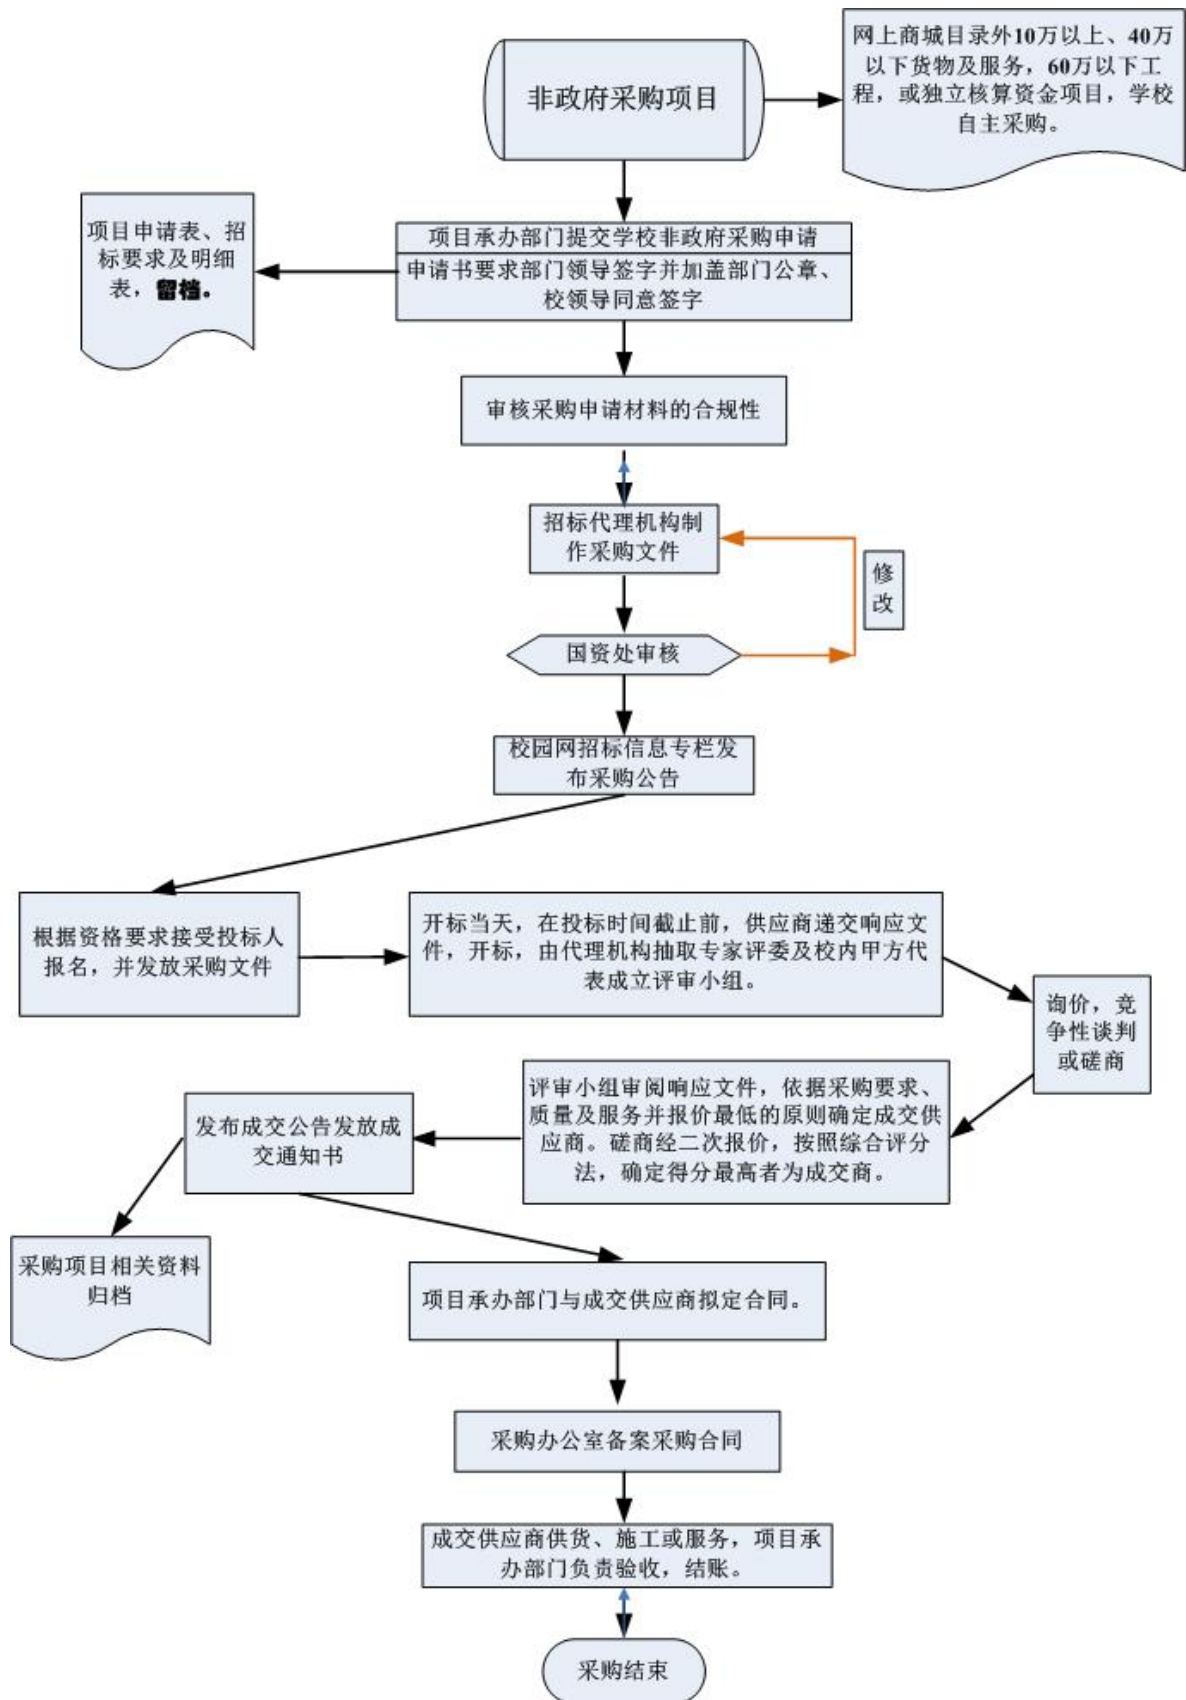 非政府采购项目
网上商城目录外10万以上、40万
以下货物及服务，60万以下工
程，或独立核算资金项目，学校
自主采购。
项目申请表、招
标要求及明细
表，留档。
项目承办部门提交学校非政府采购申请
申请书要求部门领导签字并加盖部门公章、
校领导同意签字
审核采购申请材料的合规性
招标代理机构制
作采购文件
修
改
国资处审核
校园网招标信息专栏发
布采购公告
根据资格要求接受投标人
报名，并发放采购文件
开标当天，在投标时间截止前，供应商递交响应文
件，开标，由代理机构抽取专家评委及校内甲方代
表成立评审小组。
询价，竞
争性谈判
或磋商
评审小组审阅响应文件，依据采购要求、
质量及服务并报价最低的原则确定成交供
应商。磋商经二次报价，按照综合评分
法，确定得分最高者为成交商。
发布成交公告发放成
交通知书
采购项目相关资料
归档
项目承办部门与成交供应商拟定合同。
采购办公室备案采购合同
成交供应商供货、施工或服务，项目承
办部门负责验收，结账。
采购结束